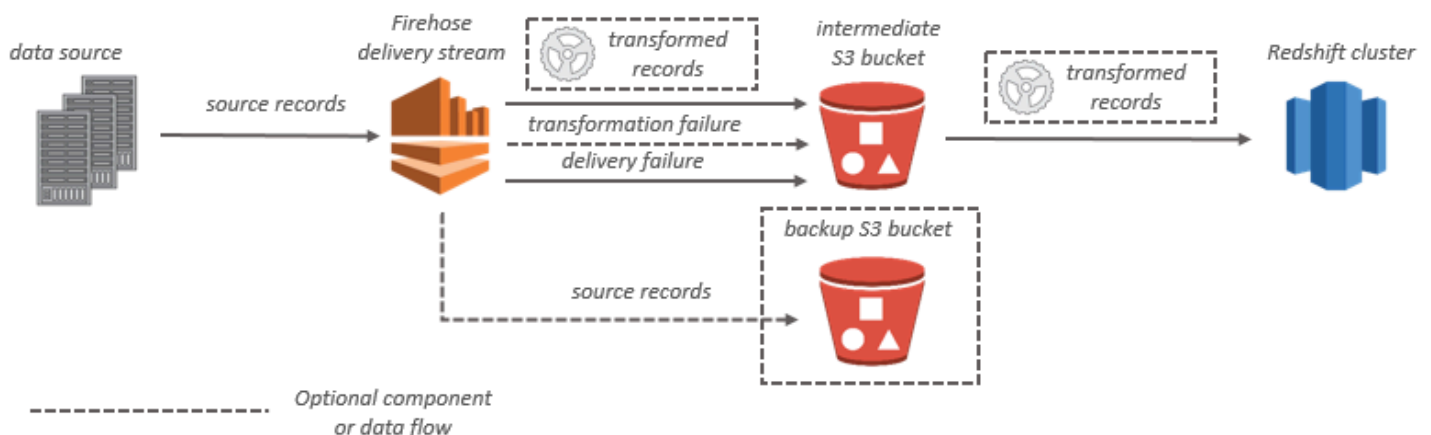 data source
source records
Firehose
delivery stream
transformed
records
transformation failure
delivery failure
intermediate
S3 bucket
transformed
records
Redshift cluster
source records
backup S3 bucket
Optional component
or data flow